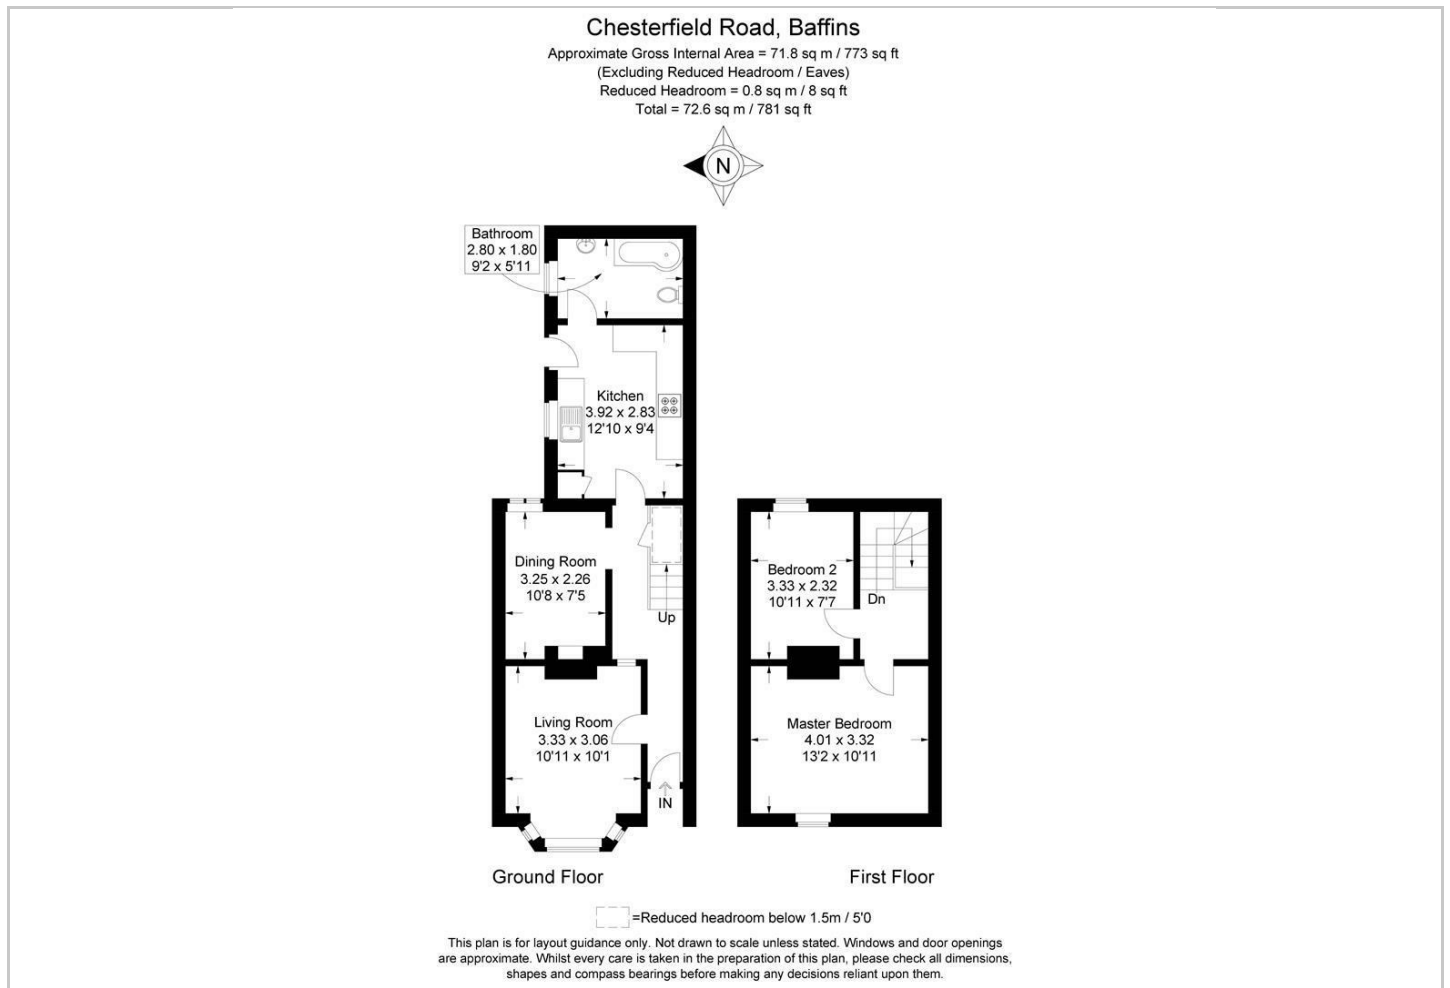 Chesterfield Road, Baffins
Approximate Gross Internal Area = 71.8 sq m / 773 sq ft
(Excluding Reduced Headroom / Eaves)
Reduced Headroom = 0.8 sq m / 8 sq ft
Total = 72.6 sq m / 781 sq ft
N
Bathroom
2.80 x 1.80
9'2 x 5'11
Kitchen
3.92 x 2.83
12'10 x 9'4
Dining Room
3.25 x 2.26
10'8 x 7'5
Up
Living Room
3.33 x 3.06
10'11 x 10'1
IN
Ground Floor
Bedroom 2
3.33 x 2.32
10'11 x 7'7
Dn
Master Bedroom
4.01 x 3.32
13'2 x 10'11
First Floor
=Reduced headroom below 1.5m / 5'0
This plan is for layout guidance only. Not drawn to scale unless stated. Windows and door openings
are approximate. Whilst every care is taken in the preparation of this plan, please check all dimensions,
shapes and compass bearings before making any decisions reliant upon them.